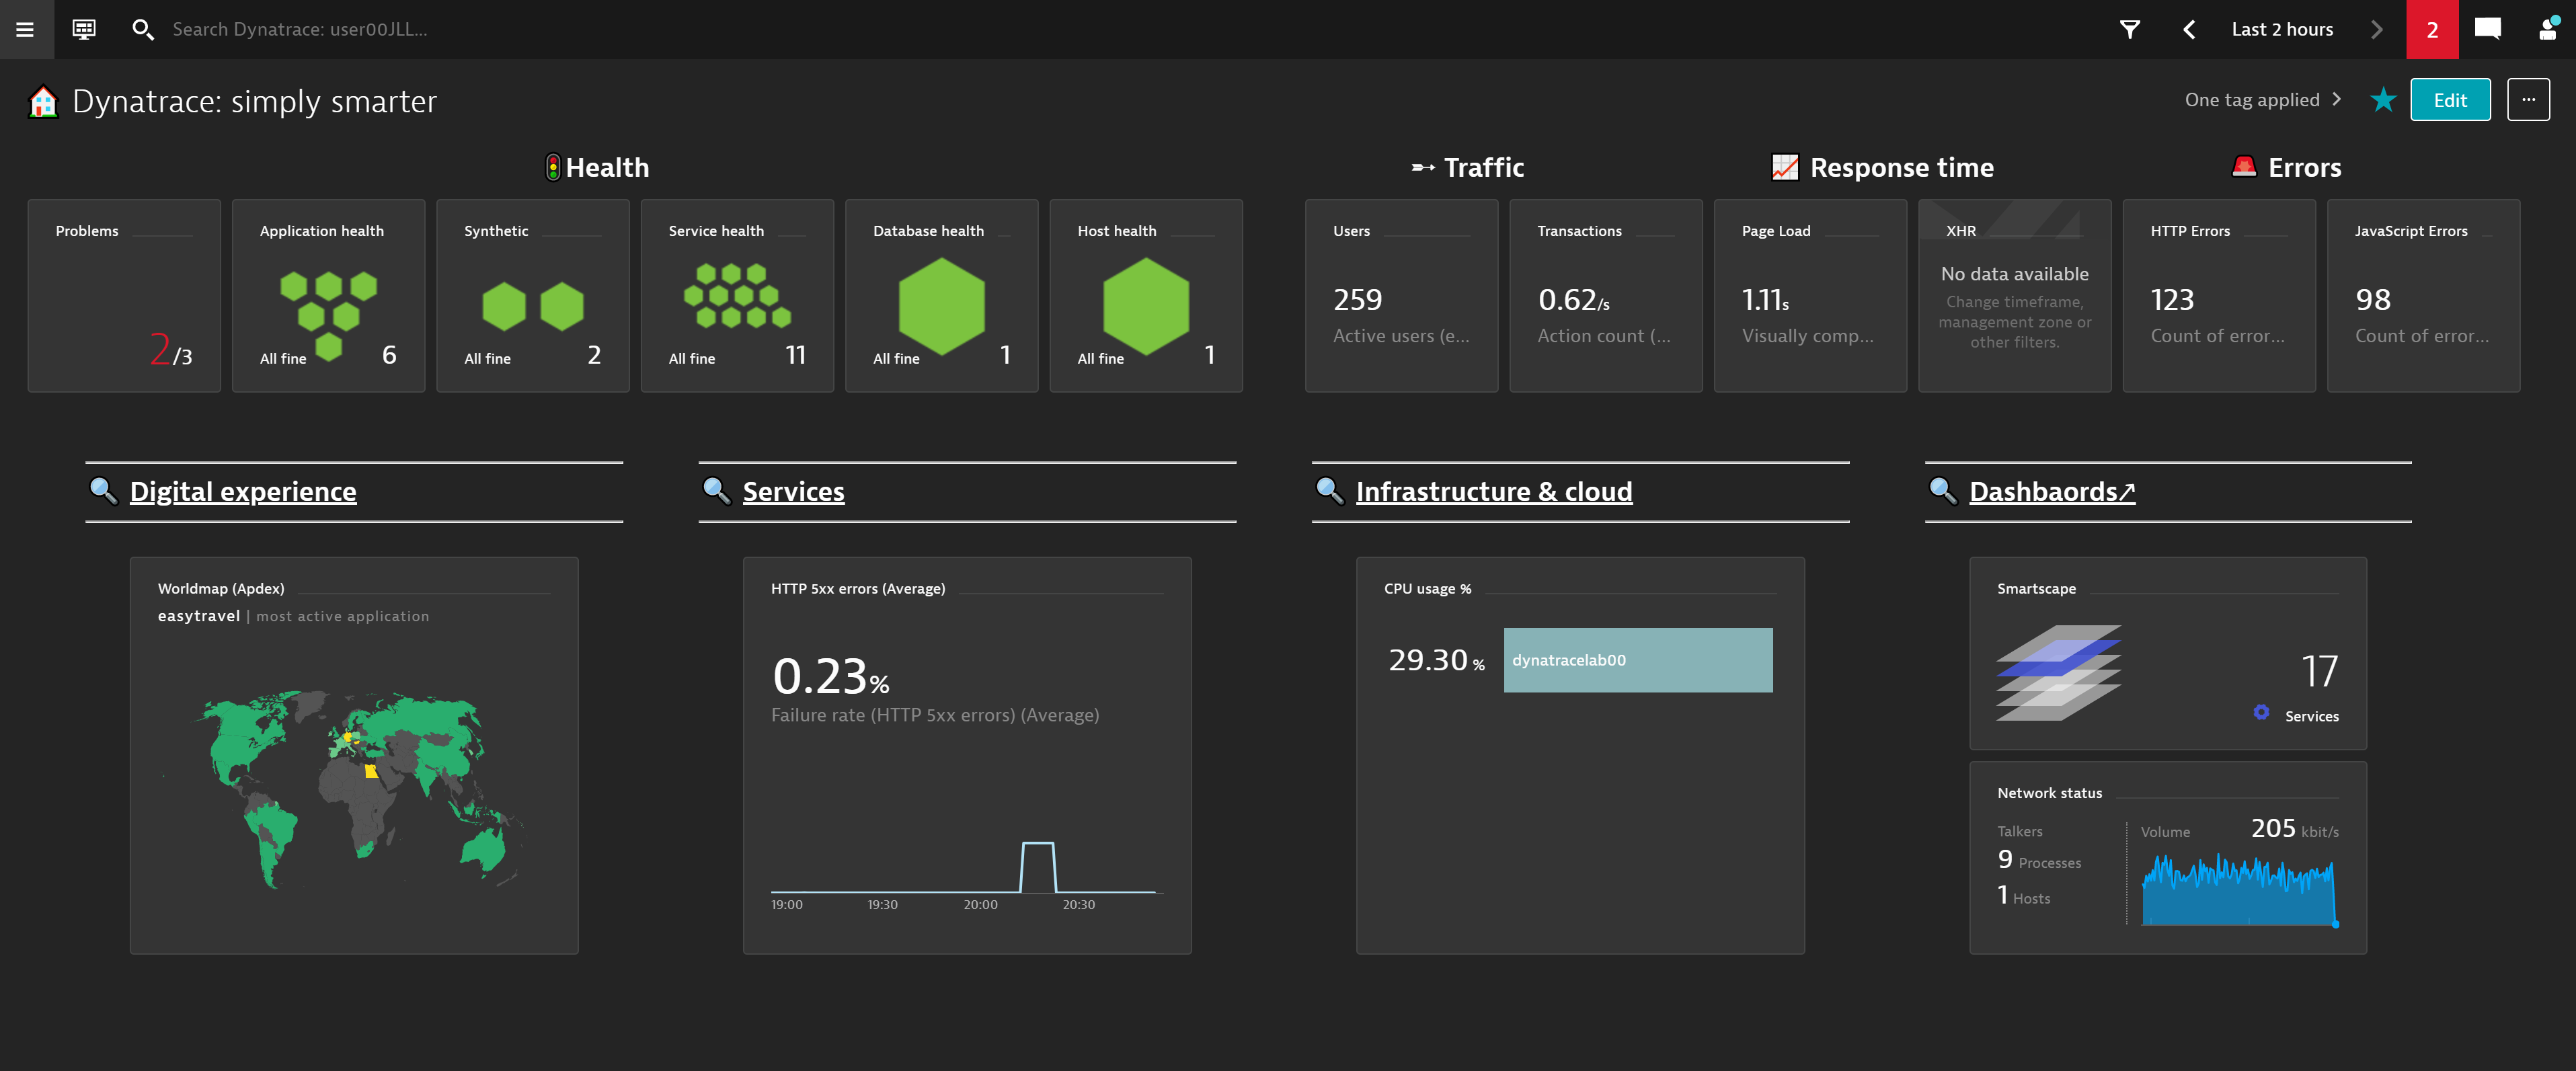 Search Dynatrace: user00JLL...
Last 2 hours
2
Dynatrace: simply smarter
One tag applied
Edit
...
Health
Traffic
Response time
Errors
Problems
2/3
Application health
All fine
6
Synthetic
All fine
2
Service health
All fine
11
Database health
All fine
1
Host health
All fine
1
Users
259
Active users (e...
Transactions
0.62/s
Action count (...
Page Load
1.11s
Visually comp...
XHR
No data available
Change timeframe,
management zone or
other filters.
HTTP Errors
123
Count of error...
JavaScript Errors
98
Count of error...
Digital experience
Services
Infrastructure & cloud
Dashbaords↗
Worldmap (Apdex)
easytravel | most active application
HTTP 5xx errors (Average)
0.23%
Failure rate (HTTP 5xx errors) (Average)
19:00
19:30
20:00
20:30
CPU usage %
29.30 %
dynatracelab00
Smartscape
17
Services
Network status
Talkers
9 Processes
1 Hosts
Volume
205 kbit/s